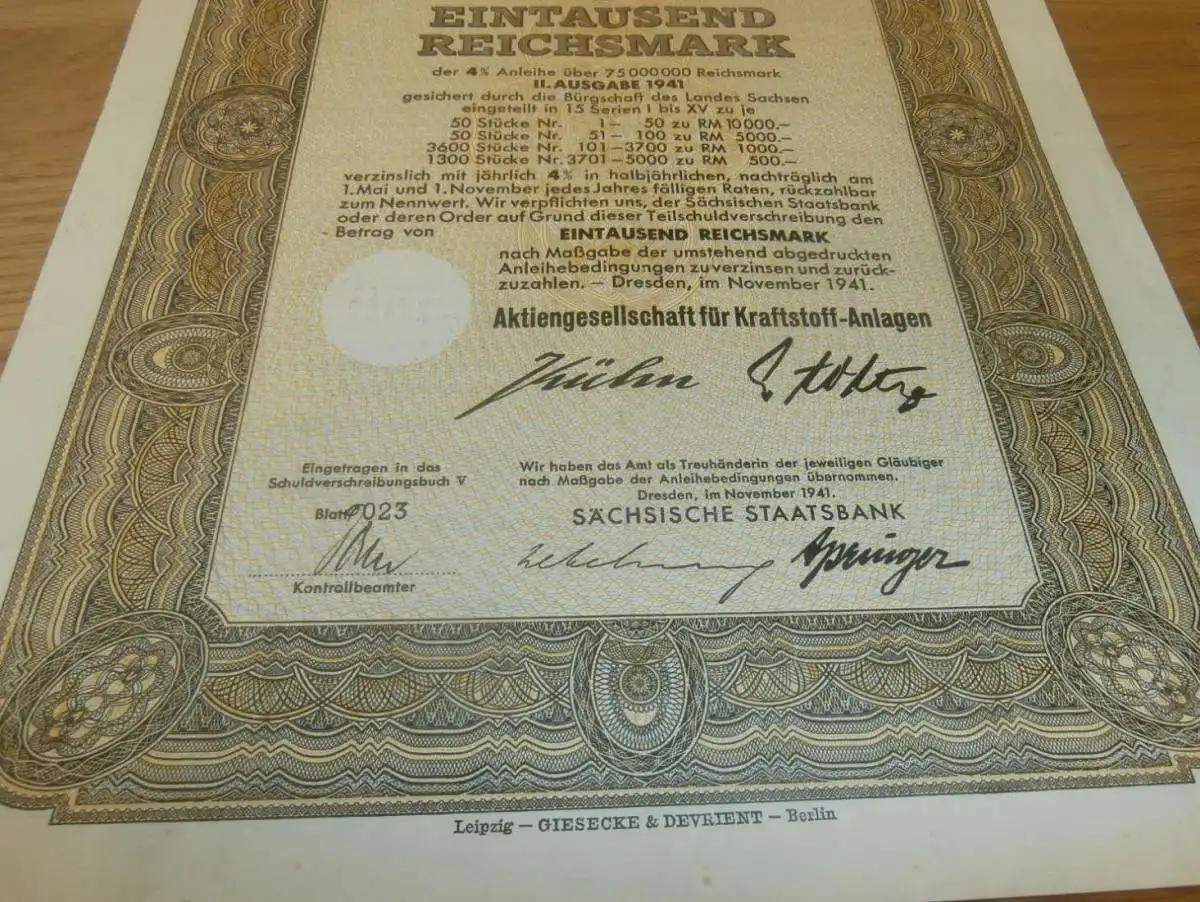 EINTAUSEND
REICHSMARK
der 4% Anleihe über 75000000 Reichsmark
II. AUSGABE 1941
gesichert durch die Bürgschaft des Landes Sachsen
eingeteilt in 15 Serien I bis XV zu je
50 Stücke Nr. 1 — 50 zu RM 10000.—
50 Stücke Nr. 51 — 100 zu RM 5000.—
3600 Stücke Nr. 101 — 3700 zu RM 1000.—
1300 Stücke Nr. 3701 — 5000 zu RM 500.—
verzinslich mit jährlich 4% in halbjährlichen, nachträglich am
1. Mai und 1. November jedes Jahres fälligen Raten, rückzahlbar
zum Nennwert. Wir verpflichten uns, der Sächsischen Staatsbank
oder deren Order auf Grund dieser Teilschuldverschreibung den
- Betrag von EINTAUSEND REICHSMARK
nach Maßgabe der umstehend abgedruckten
Anleihebedingungen zu verzinsen und zurück-
zuzahlen. — Dresden, im November 1941.
Aktiengesellschaft für Kraftstoff-Anlagen
Kühn
Eingetragen in das
Schuldverschreibungsbuch V
Blatt 023
Kontrollbeamter
Wir haben das Amt als Treuhänderin der jeweiligen Gläubiger
nach Maßgabe der Anleihebedingungen übernommen.
Dresden, im November 1941.
SÄCHSISCHE STAATSBANK
Springer
Leipzig — GIESECKE & DEVRIENT — Berlin